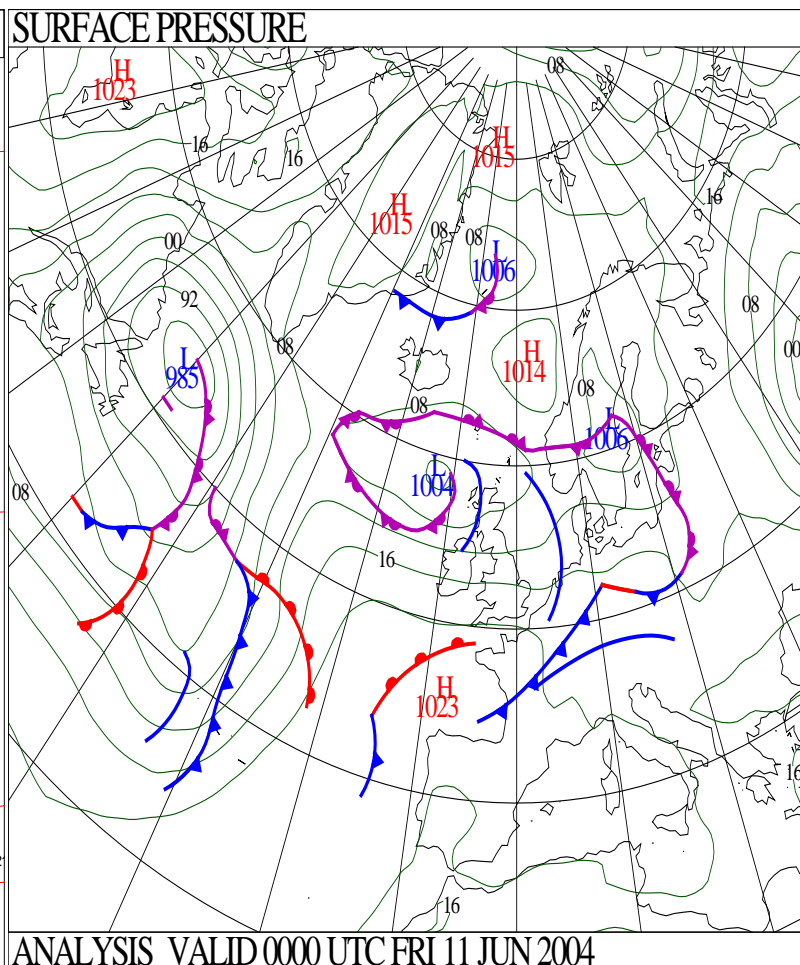 SURFACE PRESSURE
08
H
1023
H
1015
16
16
16
H
1015
08
08
00
L
1006
92
08
08
00
H
1014
L
985
08
08
L
1006
L
1004
08
16
H
1023
16
16
ANALYSIS VALID 0000 UTC FRI 11 JUN 2004